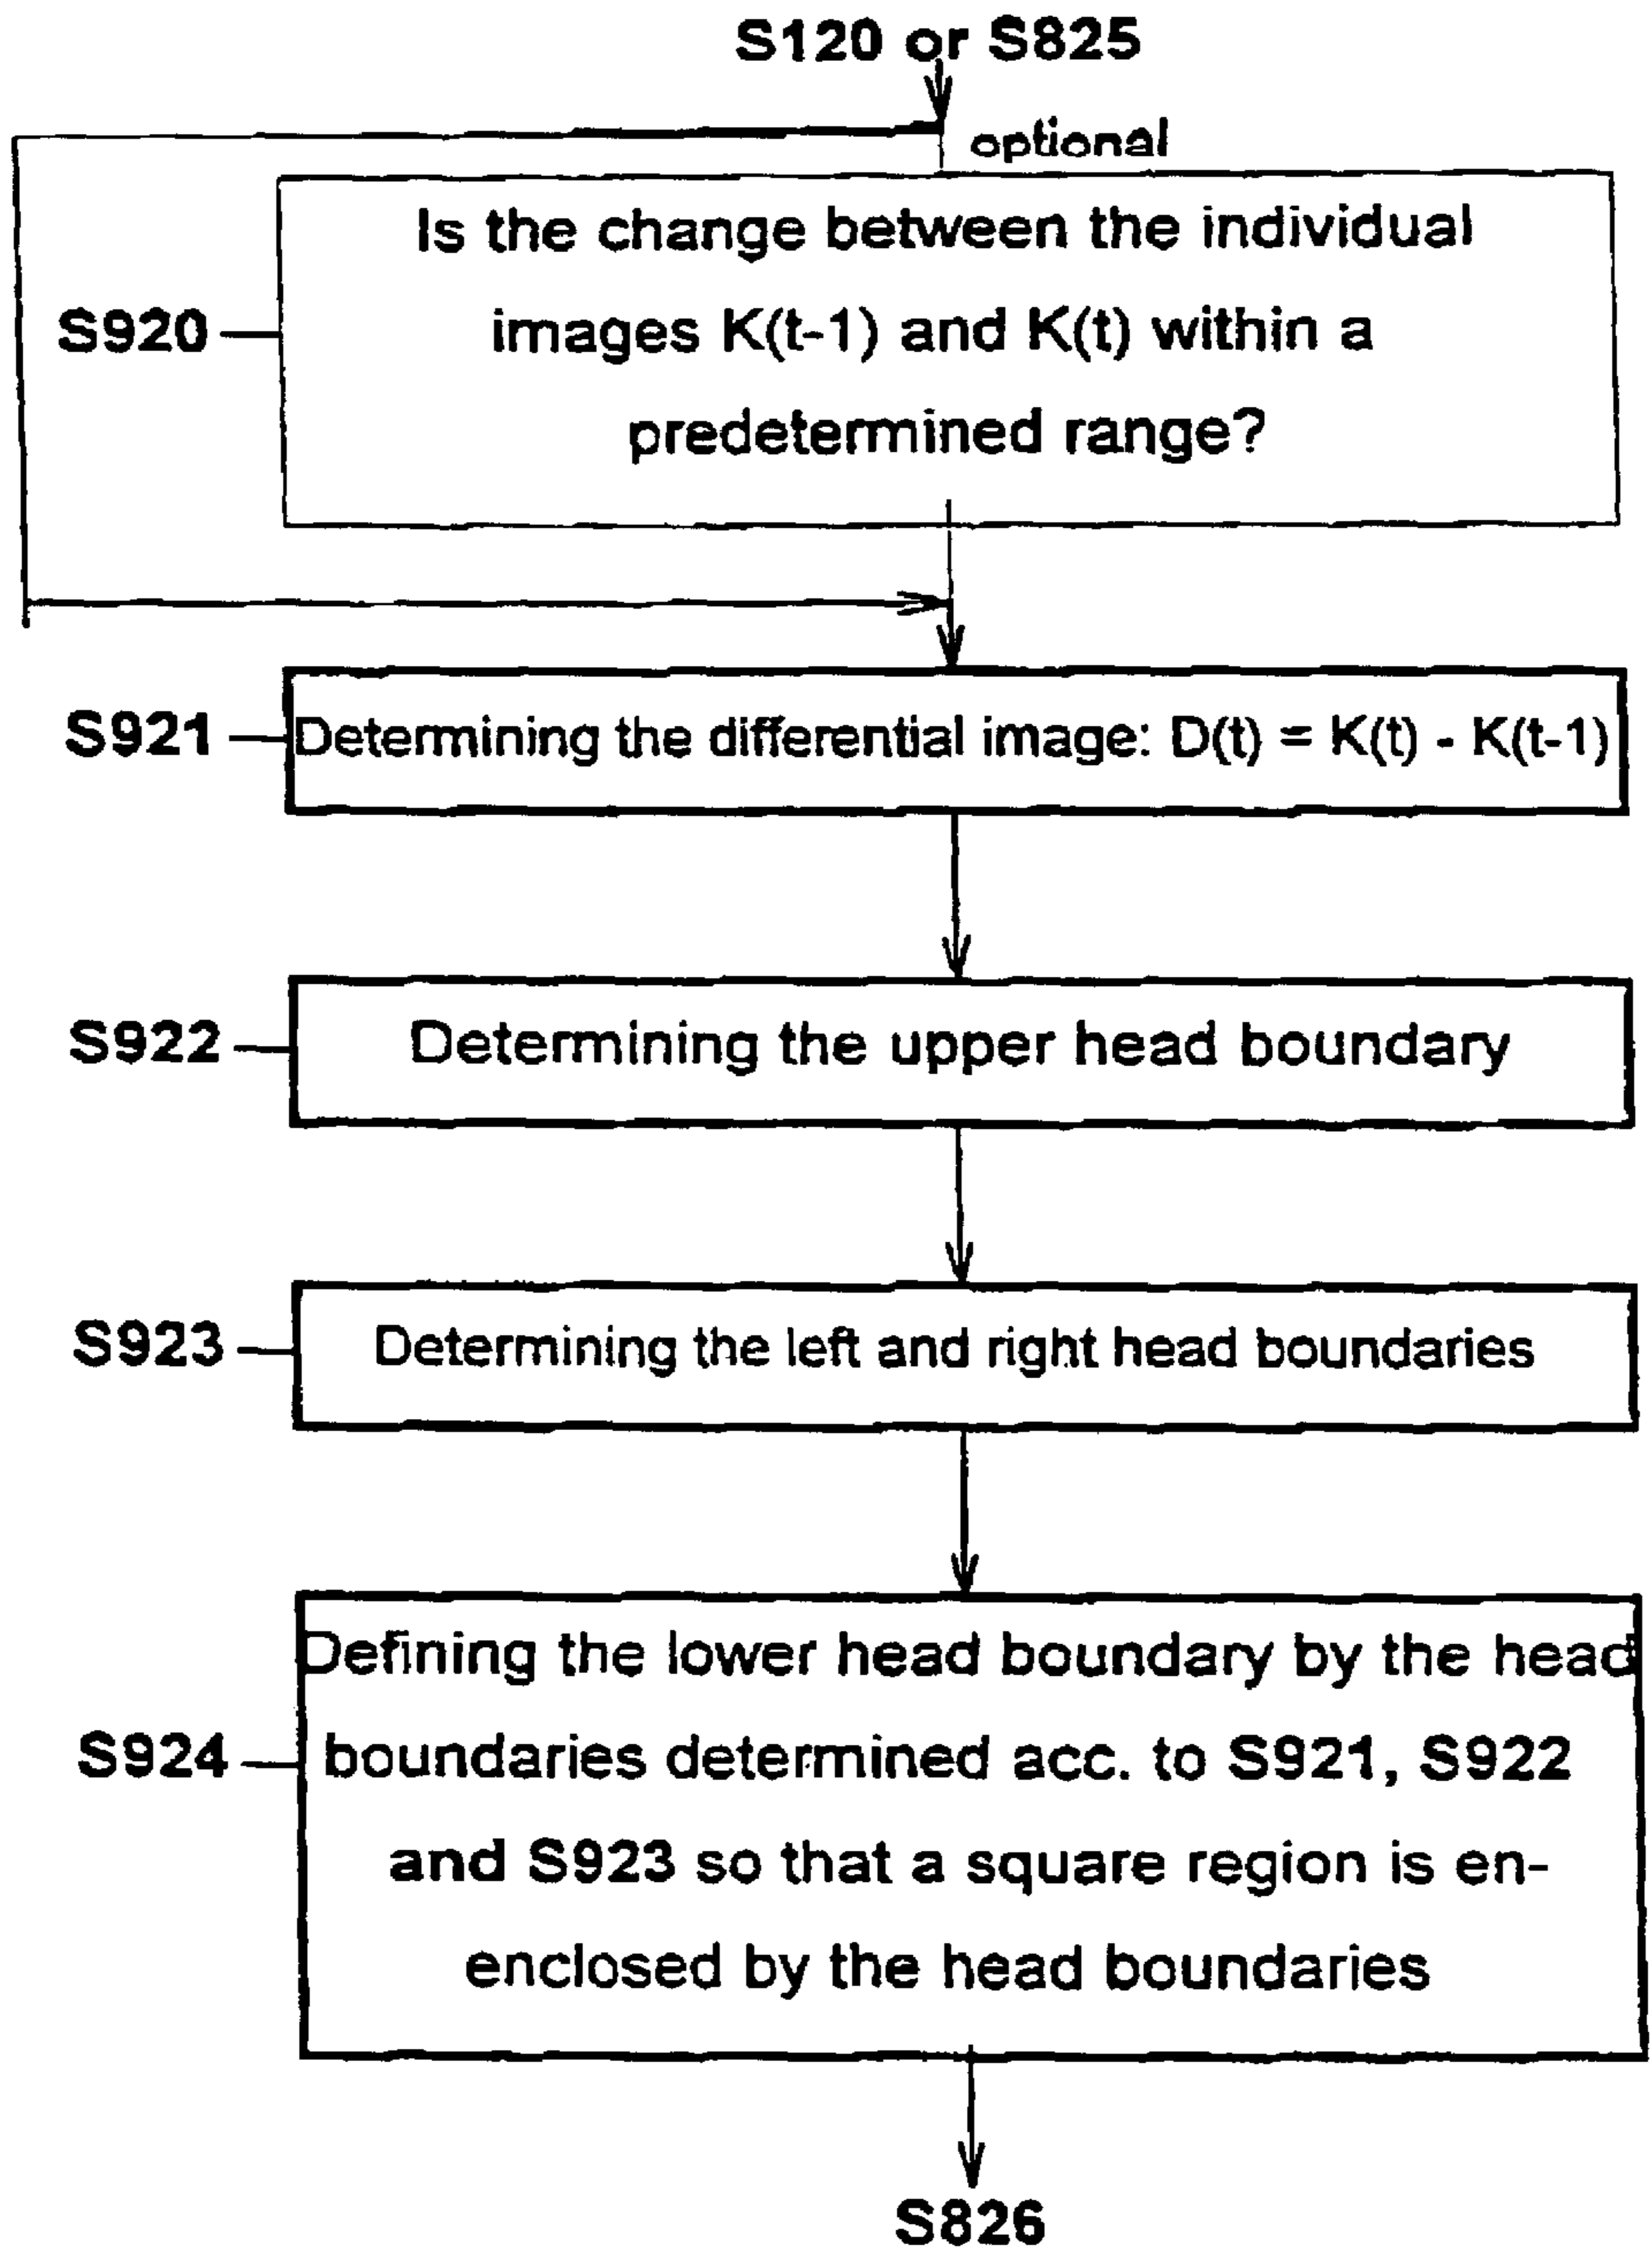 S120 or S825
optional
Is the change between the individual
S920
images K(t-1) and K(t) within a
predetermined range?
S921
Determining the differential image: D(t) = K(t) - K(t-1)
S922
Determining the upper head boundary
S923
Determining the left and right head boundaries
Defining the lower head boundary by the head
S924
boundaries determined acc. to S921, S922
and S923 so that a square region is en-
enclosed by the head boundaries
S826